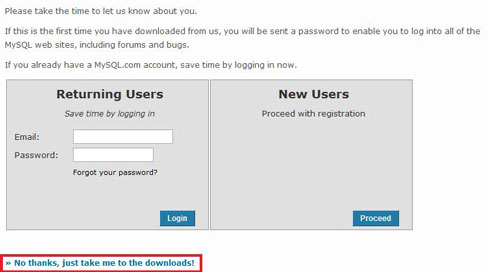 Please take the time to let us know about you.
If this is the first time you have downloaded from us, you will be sent a password to enable you to log into all of the
MySQL web sites, including forums and bugs.
If you already have a MySQL.com account, save time by logging in now.
Returning Users
Save time by logging in
Email:
Password:
Forgot your password?
Login
New Users
Proceed with registration
Proceed
» No thanks, just take me to the downloads!